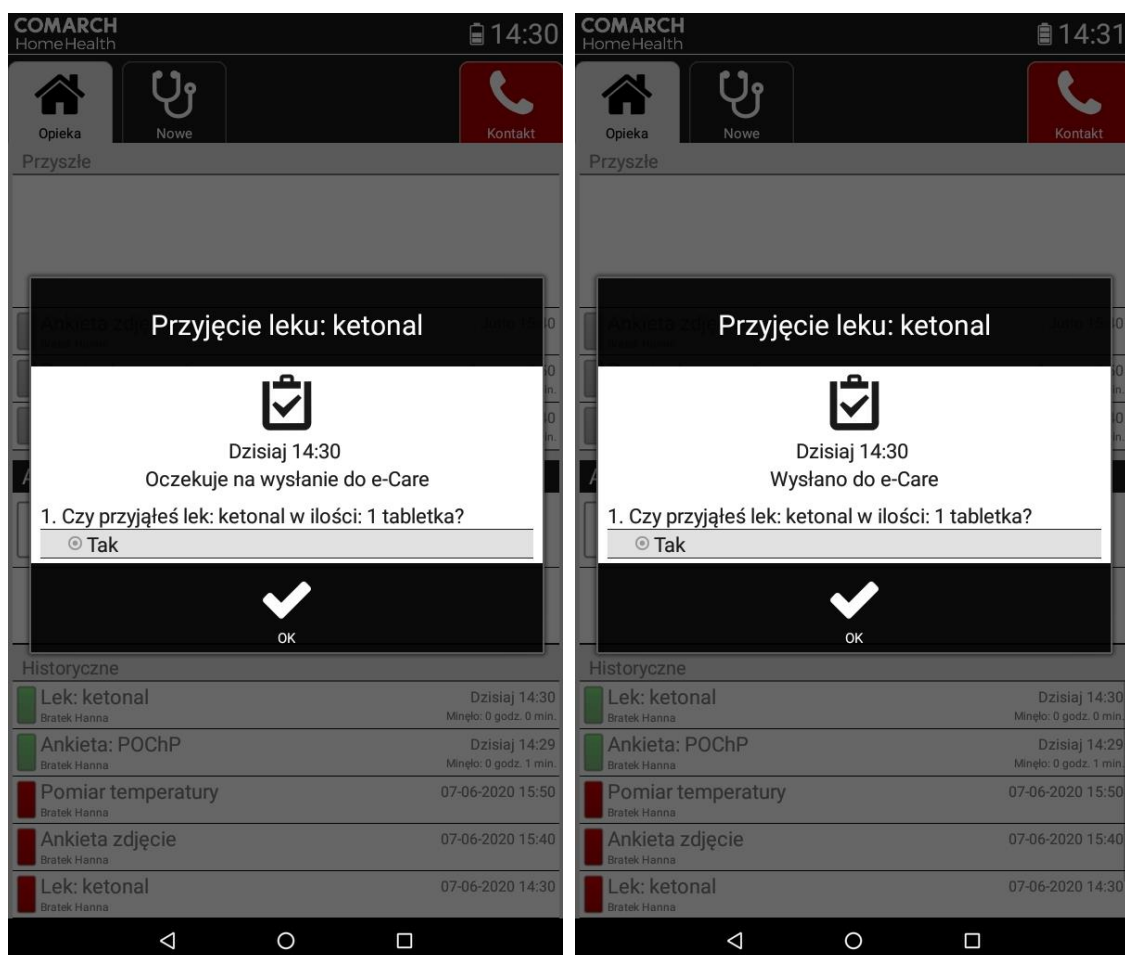 COMARCH
HomeHealth
14:30
Opieka
Nowe
Kontakt
Przyszłe
Przyjęcie leku: ketonal
Dzisiaj 14:30
Oczekuje na wysłanie do e-Care
1. Czy przyjąłeś lek: ketonal w ilości: 1 tabletka?
Tak
OK
Historyczne
Lek: ketonal
Dzisiaj 14:30
Bratek Hanna
Minęło: 0 godz. 0 min.
Ankieta: POChP
Dzisiaj 14:29
Bratek Hanna
Minęło: 0 godz. 1 min.
Pomiar temperatury
07-06-2020 15:50
Bratek Hanna
Ankieta zdjęcie
07-06-2020 15:40
Bratek Hanna
Lek: ketonal
07-06-2020 14:30
Bratek Hanna
COMARCH
HomeHealth
14:31
Opieka
Nowe
Kontakt
Przyszłe
Przyjęcie leku: ketonal
Dzisiaj 14:30
Wysłano do e-Care
1. Czy przyjąłeś lek: ketonal w ilości: 1 tabletka?
Tak
OK
Historyczne
Lek: ketonal
Dzisiaj 14:30
Bratek Hanna
Minęło: 0 godz. 0 min.
Ankieta: POChP
Dzisiaj 14:29
Bratek Hanna
Minęło: 0 godz. 1 min.
Pomiar temperatury
07-06-2020 15:50
Bratek Hanna
Ankieta zdjęcie
07-06-2020 15:40
Bratek Hanna
Lek: ketonal
07-06-2020 14:30
Bratek Hanna